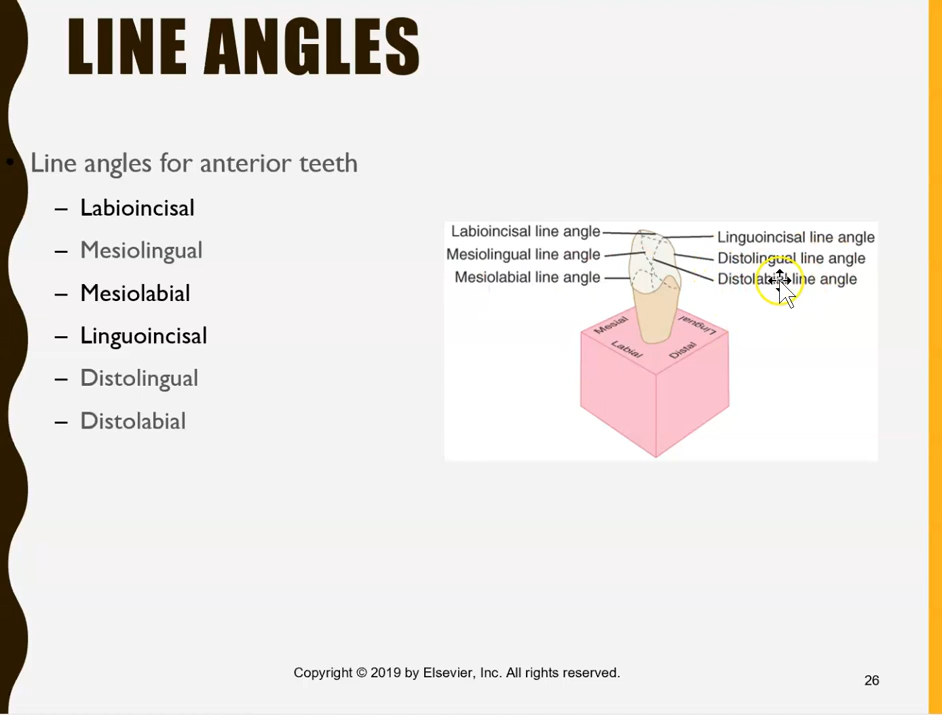 LINE ANGLES
• Line angles for anterior teeth
– Labioincisal
– Mesiolingual
– Mesiolabial
– Linguoincisal
– Distolingual
– Distolabial
Labioincisal line angle
Mesiolingual line angle
Mesiolabial line angle
Linguoincisal line angle
Distolingual line angle
Distolabial line angle
Mesial
Lingual
Labial
Distal
Copyright © 2019 by Elsevier, Inc. All rights reserved.
26